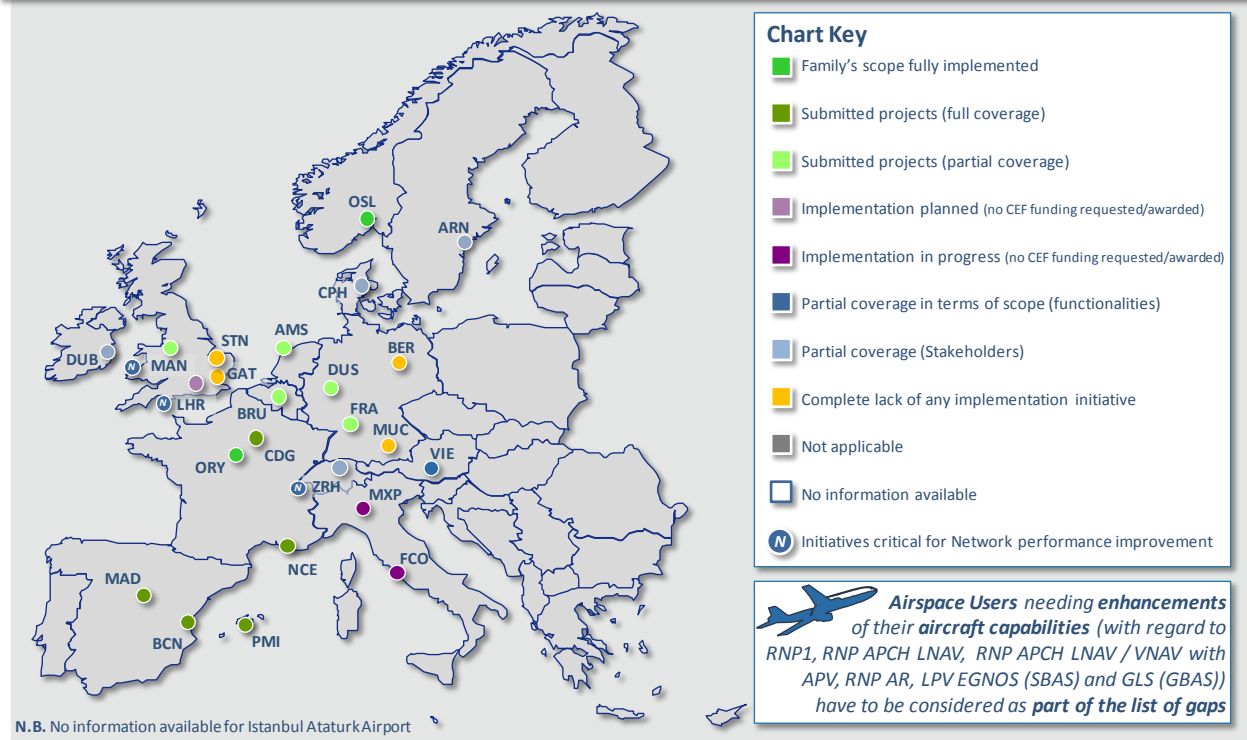 OSL
ARN
CPH
DUB
N
MAN
STN
GAT
AMS
BER
N
LHR
BRU
DUS
FRA
MUC
ORY
CDG
VIE
N
ZRH
MXP
NCE
FCO
MAD
BCN
PMI
N.B. No information available for Istanbul Ataturk Airport
Chart Key
Family's scope fully implemented
Submitted projects (full coverage)
Submitted projects (partial coverage)
Implementation planned (no CEF funding requested/awarded)
Implementation in progress (no CEF funding requested/awarded)
Partial coverage in terms of scope (functionalities)
Partial coverage (Stakeholders)
Complete lack of any implementation initiative
Not applicable
No information available
N Initiatives critical for Network performance improvement
Airspace Users needing enhancements
of their aircraft capabilities (with regard to
RNP1, RNP APCH LNAV, RNP APCH LNAV / VNAV with
APV, RNP AR, LPV EGNOS (SBAS) and GLS (GBAS))
have to be considered as part of the list of gaps